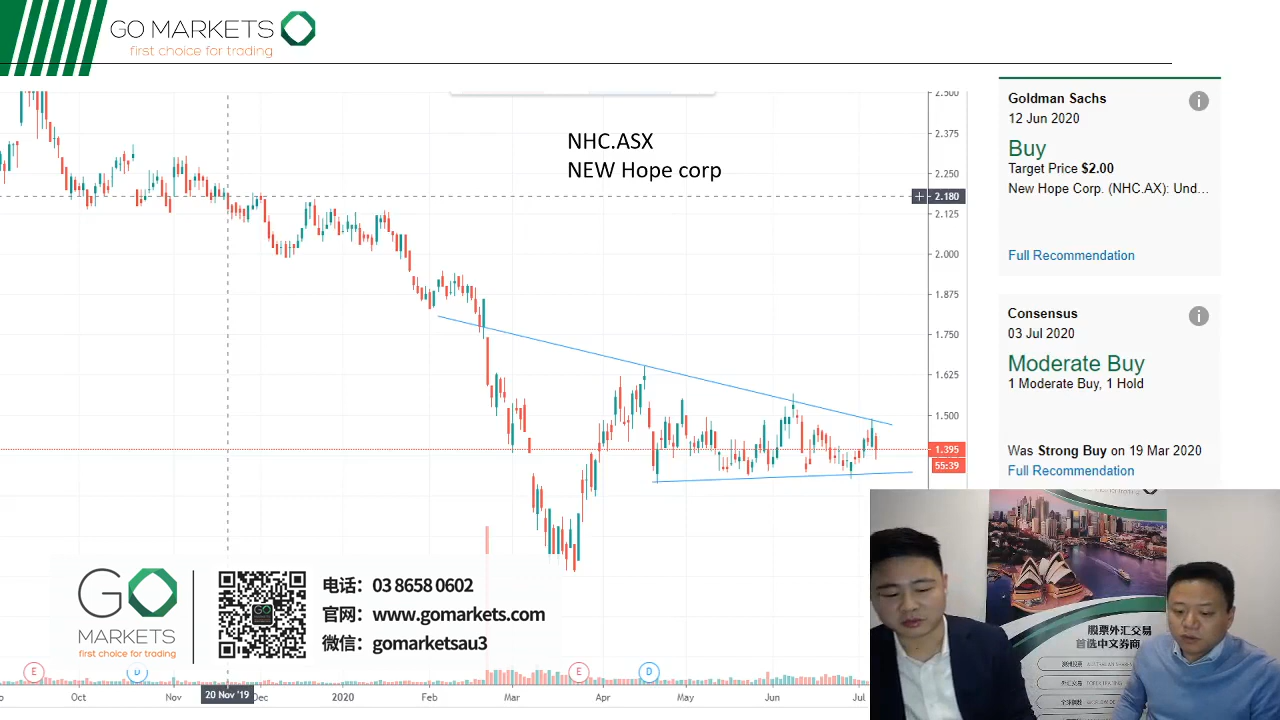 GO MARKETS
first choice for trading
NHC.ASX
NEW Hope corp
2.500
2.375
2.250
2.180
2.125
2.000
1.875
1.750
1.625
1.500
1.395
55:39
Goldman Sachs
12 Jun 2020
Buy
Target Price $2.00
New Hope Corp. (NHC.AX): Und...
Full Recommendation
Consensus
03 Jul 2020
Moderate Buy
1 Moderate Buy, 1 Hold
Was Strong Buy on 19 Mar 2020
Full Recommendation
GO
MARKETS
first choice for trading
GO
电话：03 8658 0602
官网：www.gomarkets.com
微信：gomarketsau3
股票外汇交易
首选中文券商
E
D
E
D
Oct
Nov
20 Nov '19
Dec
2020
Feb
Mar
Apr
May
Jun
Jul